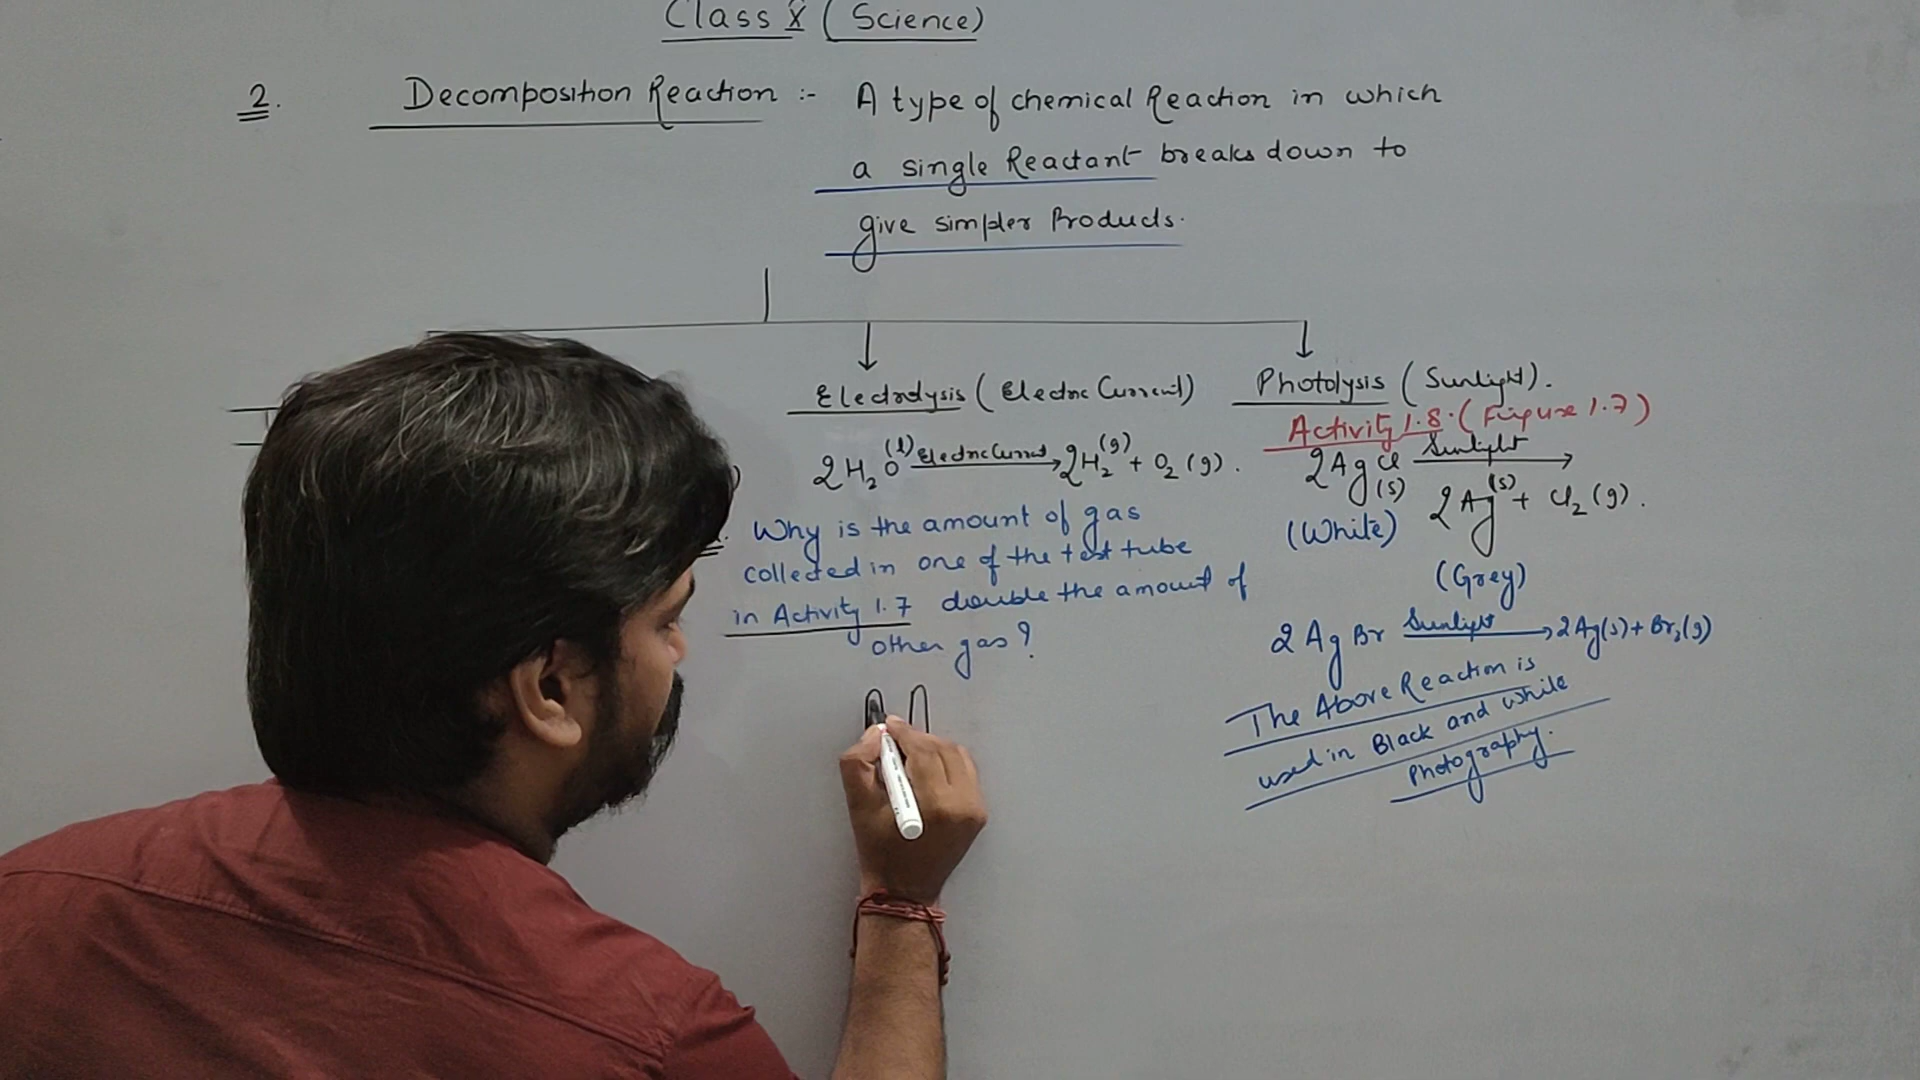 Class X (Science)
2. Decomposition Reaction :- A type of chemical Reaction in which
a single Reactant breaks down to
give simpler Products.
Electrolysis (Electric Current)
2H₂O (l) Electric Current → 2H₂ (g) + O₂ (g).
Why is the amount of gas
collected in one of the test tube
in Activity 1.7 double the amount of
other gas?
Photolysis (Sunlight).
Activity 1.8. (Figure 1.7)
2AgCl (s) Sunlight →
2Ag (s) + Cl₂ (g).
(White)
(Grey)
2AgBr Sunlight → 2Ag(s) + Br₂(g)
The Above Reaction is
used in Black and while
Photography.